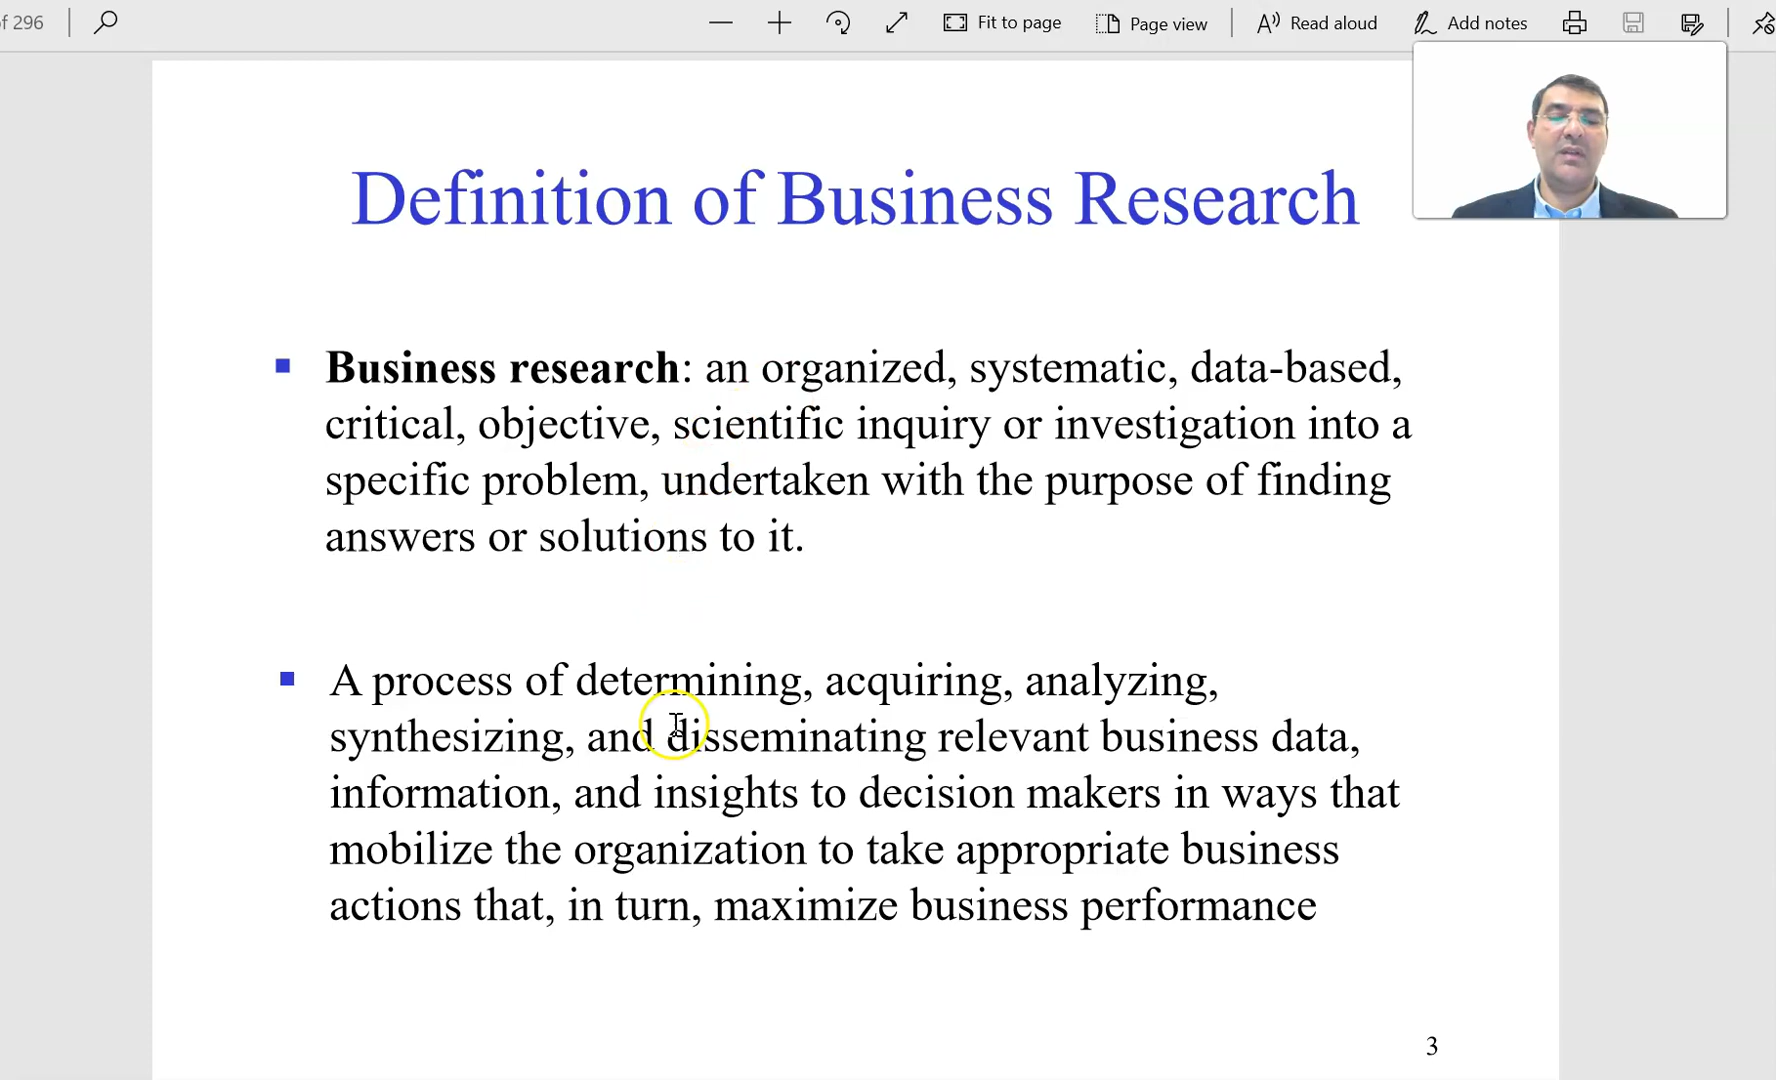 of 296
Fit to page
Page view
Read aloud
Add notes
Definition of Business Research
Business research: an organized, systematic, data-based,
critical, objective, scientific inquiry or investigation into a
specific problem, undertaken with the purpose of finding
answers or solutions to it.
A process of determining, acquiring, analyzing,
synthesizing, and disseminating relevant business data,
information, and insights to decision makers in ways that
mobilize the organization to take appropriate business
actions that, in turn, maximize business performance
3